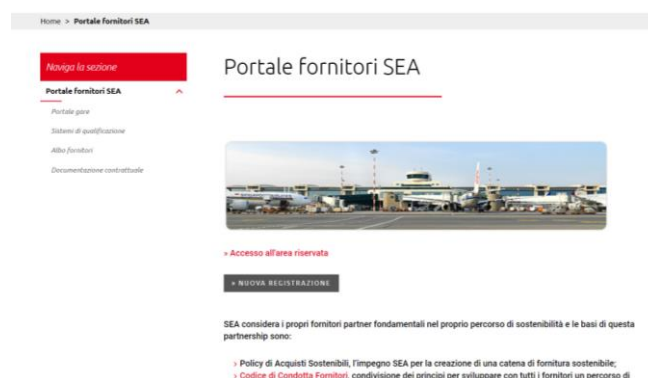 Home > Portale fornitori SEA
Naviga la sezione
Portale fornitori SEA
Portale gare
Sistemi di qualificazione
Albo fornitori
Documentazione contrattuale
Portale fornitori SEA
» Accesso all'area riservata
» NUOVA REGISTRAZIONE
SEA considera i propri fornitori partner fondamentali nel proprio percorso di sostenibilità e le basi di questa
partnership sono:
› Policy di Acquisti Sostenibili, l'impegno SEA per la creazione di una catena di fornitura sostenibile;
› Codice di Condotta Fornitori, condivisione dei principi per sviluppare con tutti i fornitori un percorso di